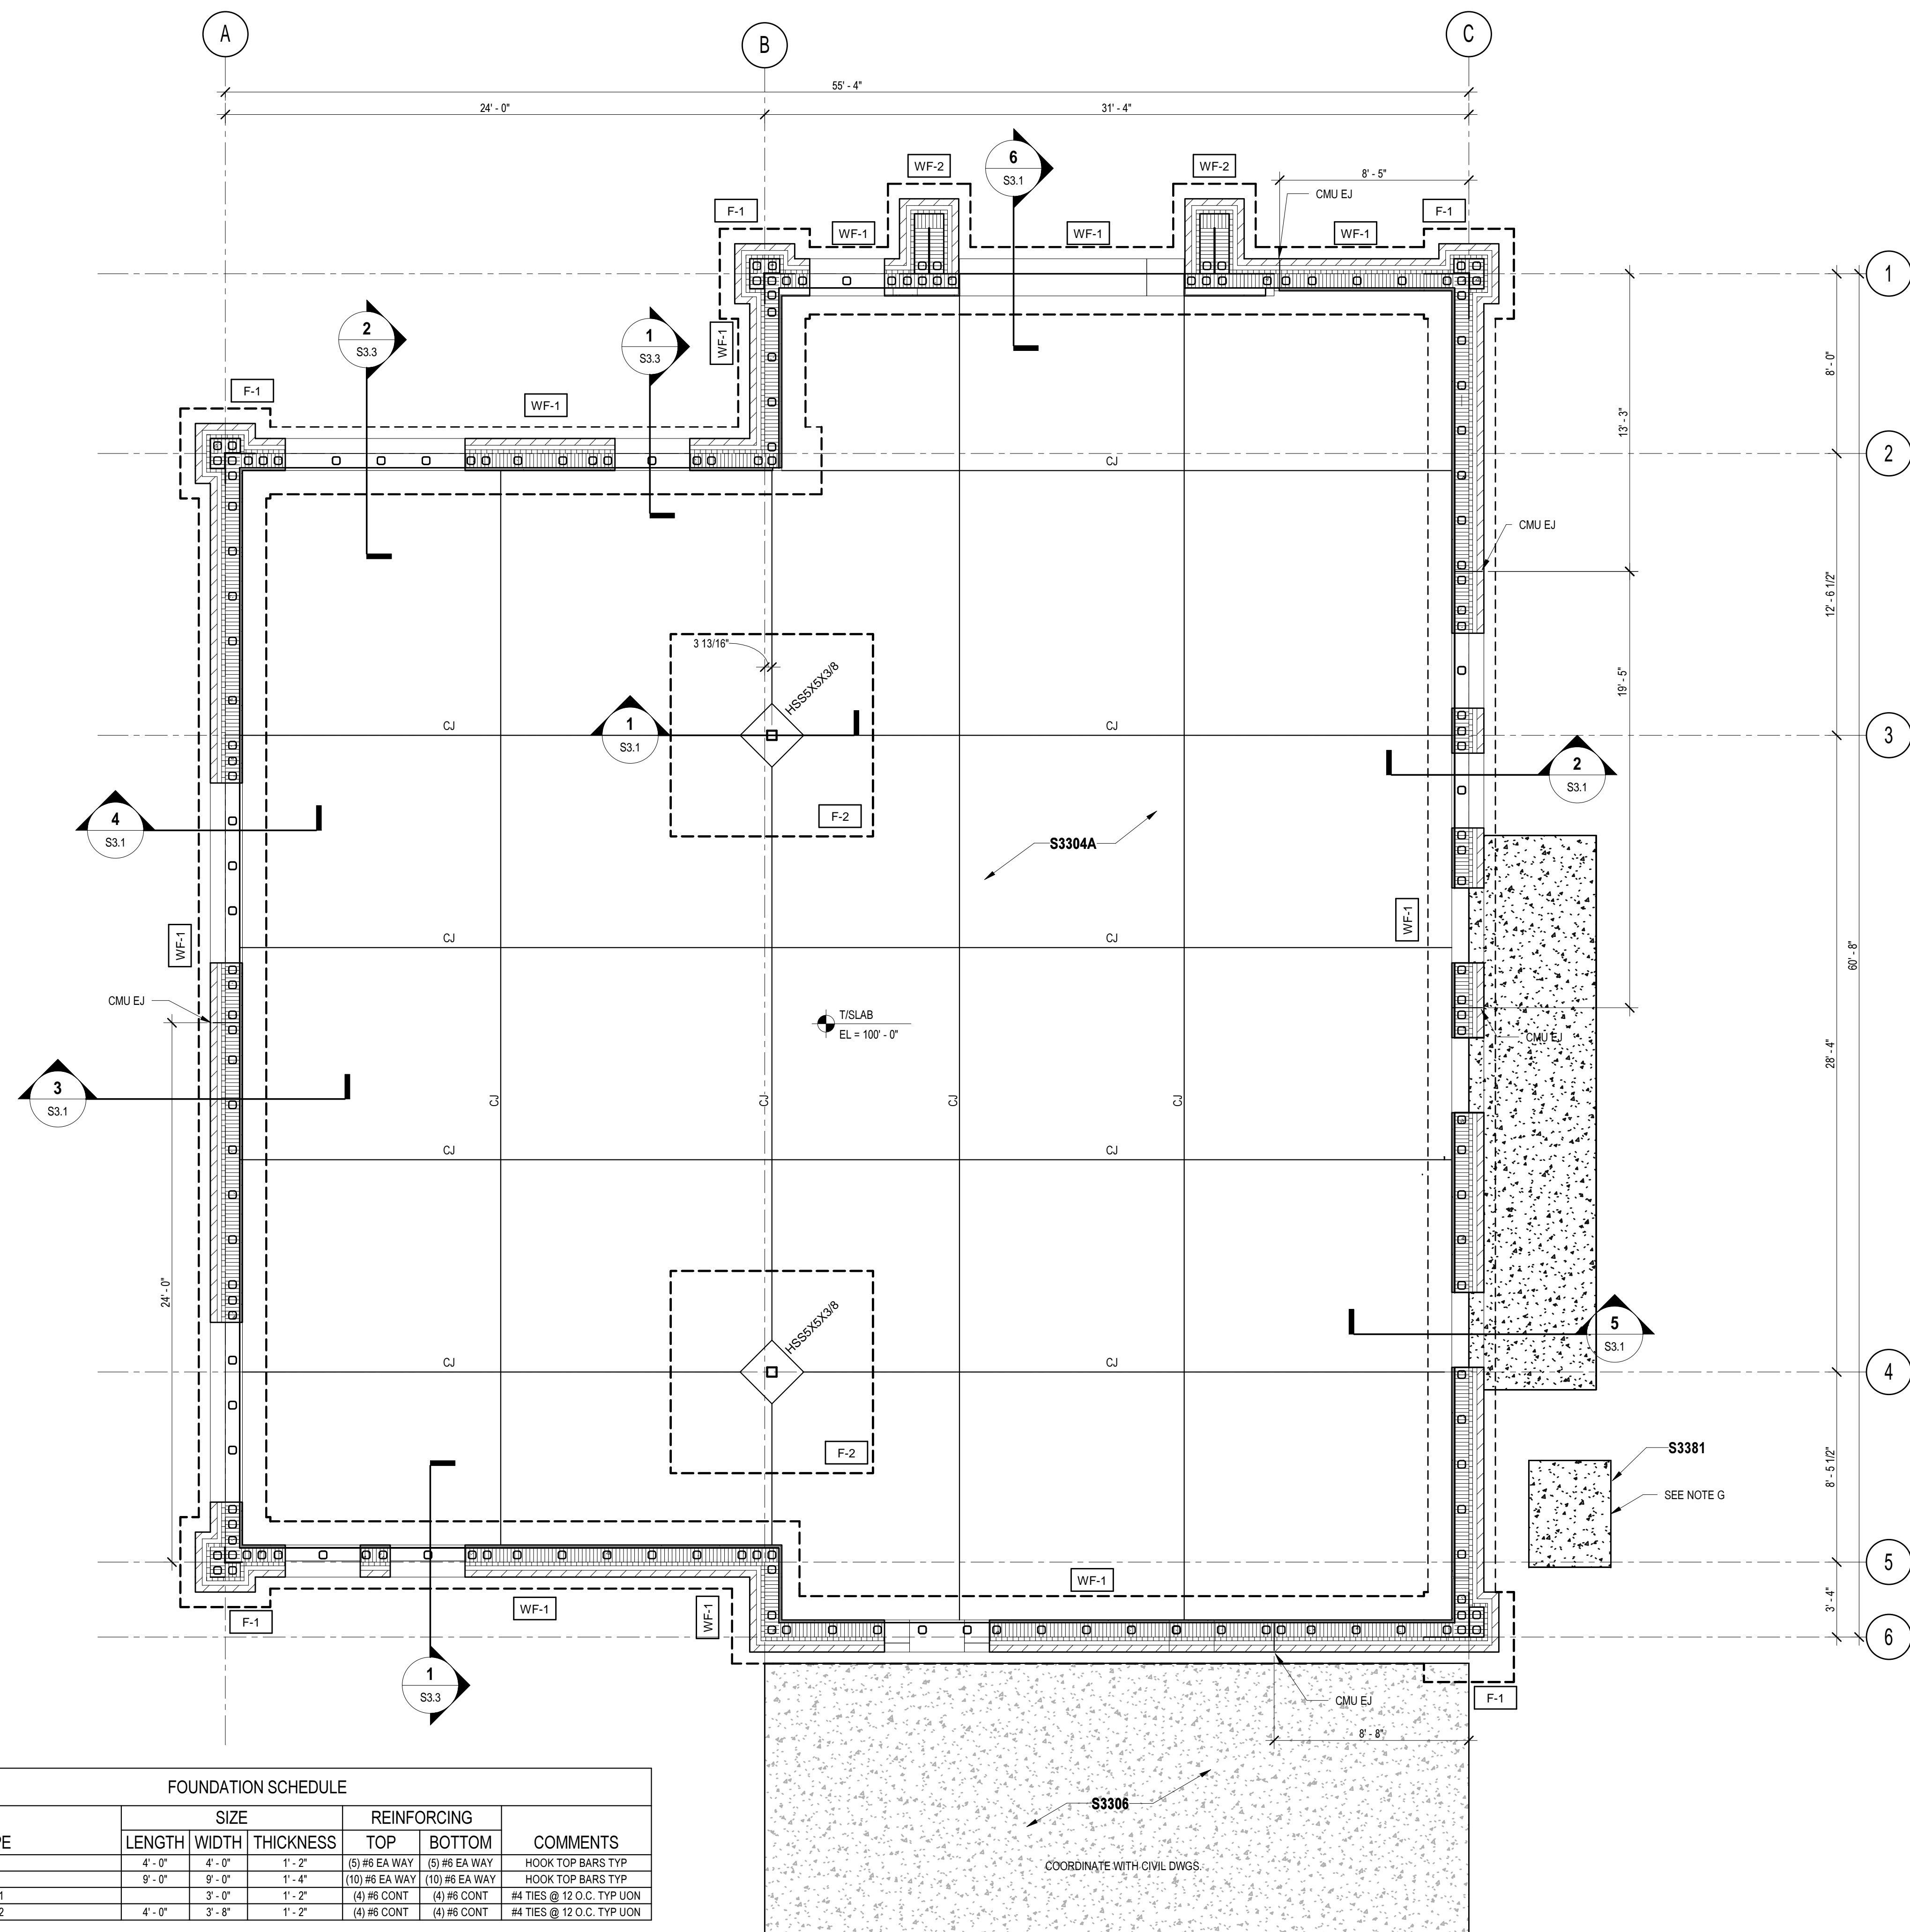 A
B
C
55' - 4"
24' - 0"
31' - 4"
WF-2
6
S3.1
WF-2
8' - 5"
CMU EJ
F-1
WF-1
WF-1
WF-1
F-1
1
2
S3.3
1
S3.3
WF-1
8' - 0"
F-1
WF-1
13' - 3"
CJ
2
CMU EJ
12' - 6 1/2"
3 13/16"
HSS5X5X3/8
19' - 5"
CJ
1
S3.1
CJ
3
2
S3.1
4
S3.1
F-2
S3304A
WF-1
WF-1
CJ
CJ
60' - 8"
CMU EJ
T/SLAB
EL = 100' - 0"
CMU EJ
28' - 4"
3
S3.1
CJ
CJ
CJ
CJ
CJ
CJ
24' - 0"
HSS5X5X3/8
5
S3.1
CJ
CJ
4
F-2
S3381
SEE NOTE G
8' - 5 1/2"
5
WF-1
3' - 4"
F-1
WF-1
WF-1
6
1
S3.3
CMU EJ
F-1
8' - 8"
S3306
COORDINATE WITH CIVIL DWGS.
FOUNDATION SCHEDULE
SIZE REINFORCING
PE LENGTH WIDTH THICKNESS TOP BOTTOM COMMENTS
4' - 0" 4' - 0" 1' - 2" (5) #6 EA WAY (5) #6 EA WAY HOOK TOP BARS TYP
9' - 0" 9' - 0" 1' - 4" (10) #6 EA WAY (10) #6 EA WAY HOOK TOP BARS TYP
1 3' - 0" 1' - 2" (4) #6 CONT (4) #6 CONT #4 TIES @ 12 O.C. TYP UON
2 4' - 0" 3' - 8" 1' - 2" (4) #6 CONT (4) #6 CONT #4 TIES @ 12 O.C. TYP UON